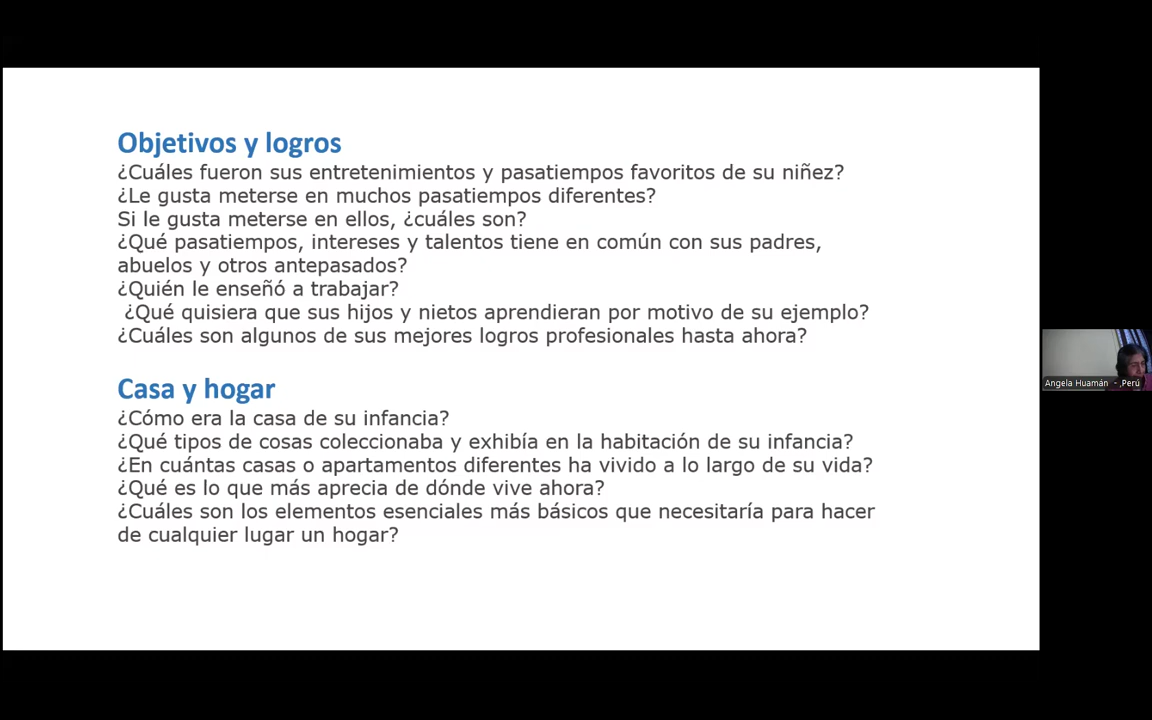 Objetivos y logros
¿Cuáles fueron sus entretenimientos y pasatiempos favoritos de su niñez?
¿Le gusta meterse en muchos pasatiempos diferentes?
Si le gusta meterse en ellos, ¿cuáles son?
¿Qué pasatiempos, intereses y talentos tiene en común con sus padres,
abuelos y otros antepasados?
¿Quién le enseñó a trabajar?
¿Qué quisiera que sus hijos y nietos aprendieran por motivo de su ejemplo?
¿Cuáles son algunos de sus mejores logros profesionales hasta ahora?
Casa y hogar
¿Cómo era la casa de su infancia?
¿Qué tipos de cosas coleccionaba y exhibía en la habitación de su infancia?
¿En cuántas casas o apartamentos diferentes ha vivido a lo largo de su vida?
¿Qué es lo que más aprecia de dónde vive ahora?
¿Cuáles son los elementos esenciales más básicos que necesitaría para hacer
de cualquier lugar un hogar?
Angela Huamán - ,Perú